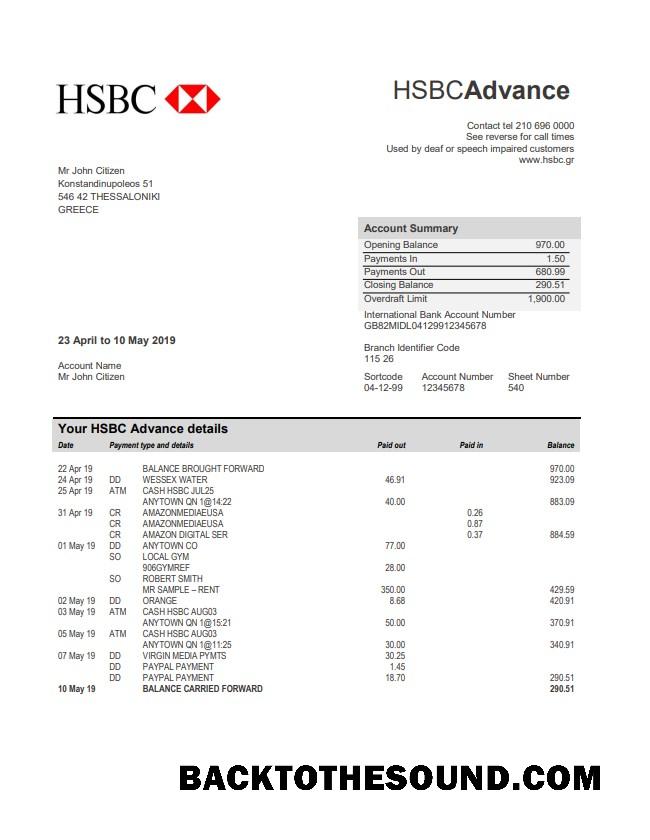 HSBC
HSBCAdvance
Contact tel 210 696 0000
See reverse for call times
Used by deaf or speech impaired customers
www.hsbc.gr
Mr John Citizen
Konstandinupoleos 51
546 42 THESSALONIKI
GREECE
Account Summary
Opening Balance 970.00
Payments In 1.50
Payments Out 680.99
Closing Balance 290.51
Overdraft Limit 1,900.00
International Bank Account Number
GB82MIDL04129912345678
23 April to 10 May 2019
Branch Identifier Code
115 26
Account Name
Mr John Citizen
Sortcode Account Number Sheet Number
04-12-99 12345678 540
Your HSBC Advance details
Date Payment type and details Paid out Paid in Balance
22 Apr 19 BALANCE BROUGHT FORWARD 970.00
24 Apr 19 DD WESSEX WATER 46.91 923.09
25 Apr 19 ATM CASH HSBC JUL25
ANYTOWN QN 1@14:22 40.00 883.09
31 Apr 19 CR AMAZONMEDIAEUSA 0.26
CR AMAZONMEDIAEUSA 0.87
CR AMAZON DIGITAL SER 0.37 884.59
01 May 19 DD ANYTOWN CO 77.00
SO LOCAL GYM
906GYMREF 28.00
SO ROBERT SMITH
MR SAMPLE – RENT 350.00 429.59
02 May 19 DD ORANGE 8.68 420.91
03 May 19 ATM CASH HSBC AUG03
ANYTOWN QN 1@15:21 50.00 370.91
05 May 19 ATM CASH HSBC AUG03
ANYTOWN QN 1@11:25 30.00 340.91
07 May 19 DD VIRGIN MEDIA PYMTS 30.25
DD PAYPAL PAYMENT 1.45
DD PAYPAL PAYMENT 18.70 290.51
10 May 19 BALANCE CARRIED FORWARD 290.51
BACKTOTHESOUND.COM